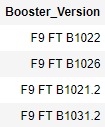 Booster_Version
F9 FT B1022
F9 FT B1026
F9 FT B1021.2
F9 FT B1031.2